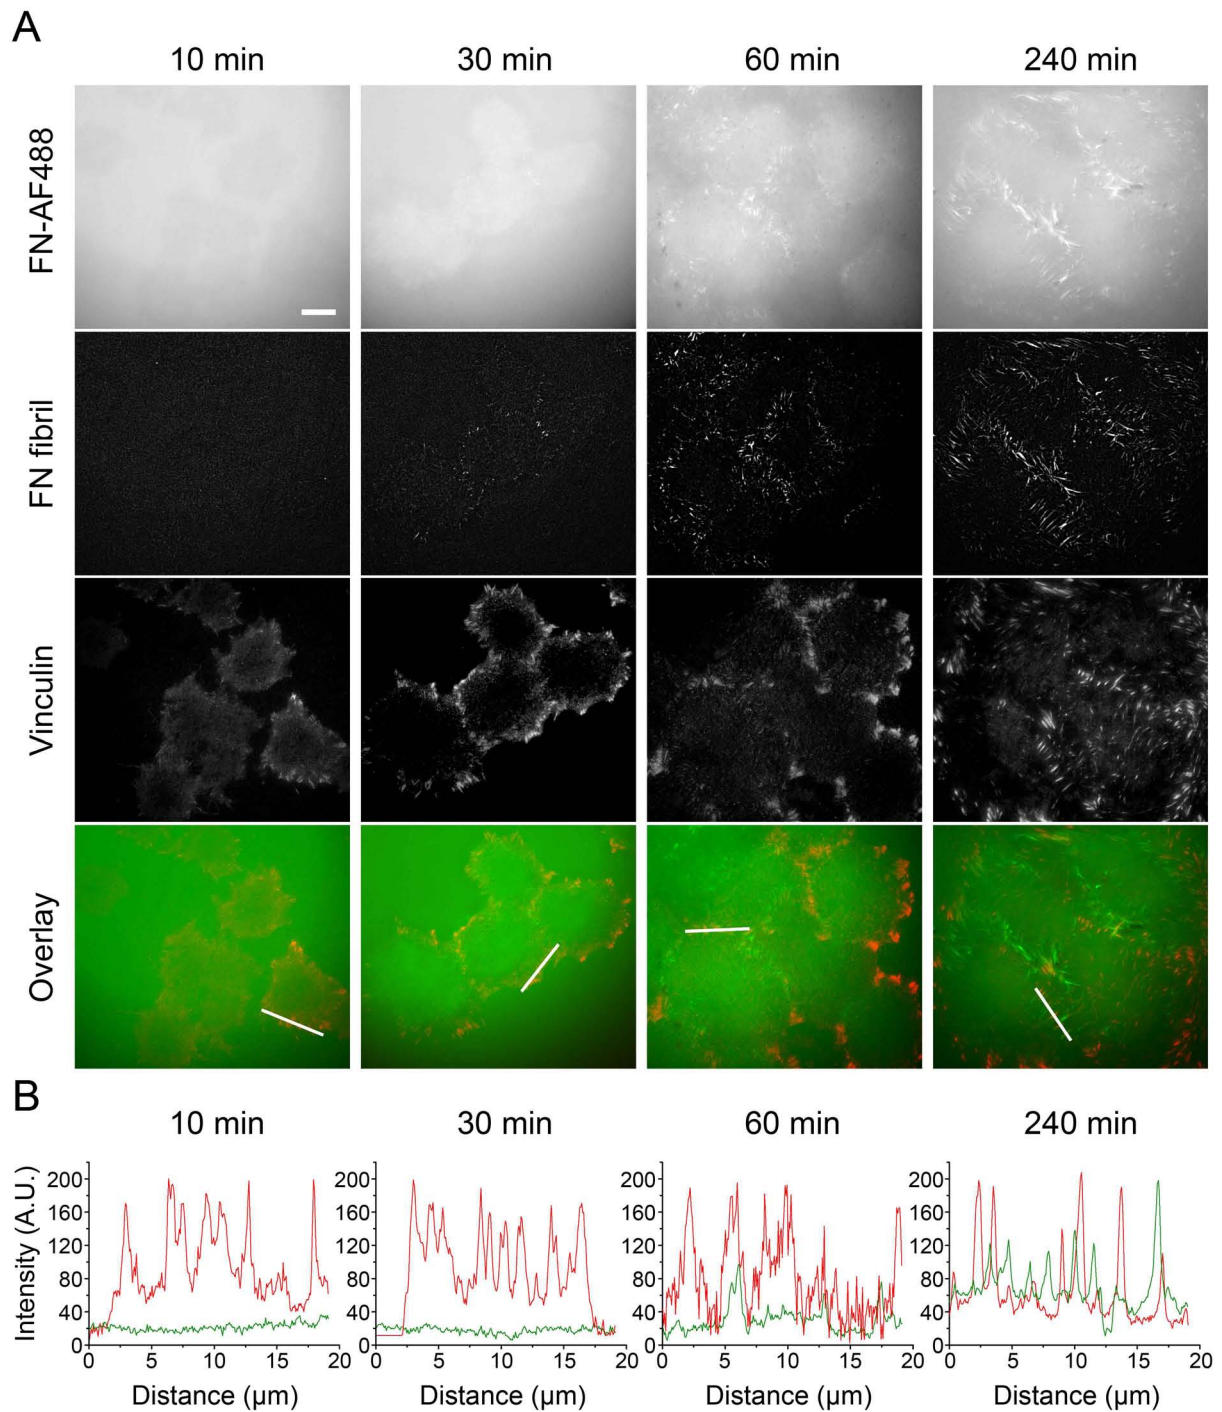 A
10 min 30 min 60 min 240 min
FN-AF488
FN fibril
Vinculin
Overlay
B
10 min 30 min 60 min 240 min
Intensity (A.U.)
200 200 200 200
160 160 160 160
120 120 120 120
80 80 80 80
40 40 40 40
0 0 0 0
0 5 10 15 20 0 5 10 15 20 0 5 10 15 20 0 5 10 15 20
Distance (µm) Distance (µm) Distance (µm) Distance (µm)